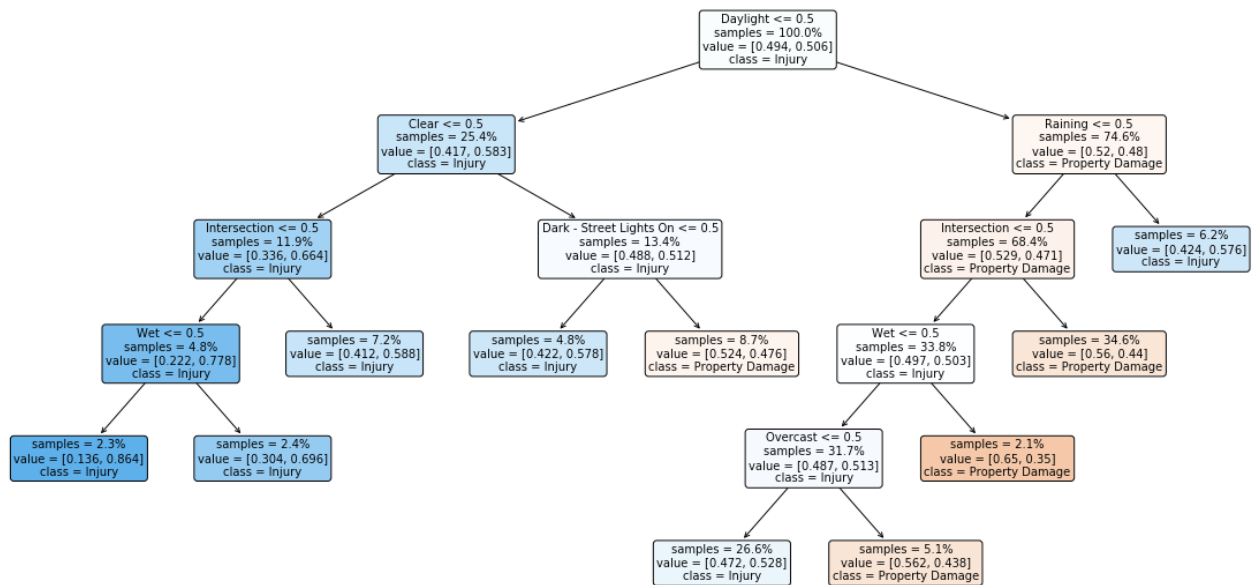 Daylight <= 0.5
samples = 100.0%
value = [0.494, 0.506]
class = Injury
Clear <= 0.5
samples = 25.4%
value = [0.417, 0.583]
class = Injury
Raining <= 0.5
samples = 74.6%
value = [0.52, 0.48]
class = Property Damage
Intersection <= 0.5
samples = 11.9%
value = [0.336, 0.664]
class = Injury
Dark - Street Lights On <= 0.5
samples = 13.4%
value = [0.488, 0.512]
class = Injury
Intersection <= 0.5
samples = 68.4%
value = [0.529, 0.471]
class = Property Damage
samples = 6.2%
value = [0.424, 0.576]
class = Injury
Wet <= 0.5
samples = 4.8%
value = [0.222, 0.778]
class = Injury
samples = 7.2%
value = [0.412, 0.588]
class = Injury
samples = 4.8%
value = [0.422, 0.578]
class = Injury
samples = 8.7%
value = [0.524, 0.476]
class = Property Damage
Wet <= 0.5
samples = 33.8%
value = [0.497, 0.503]
class = Injury
samples = 34.6%
value = [0.56, 0.44]
class = Property Damage
samples = 2.3%
value = [0.136, 0.864]
class = Injury
samples = 2.4%
value = [0.304, 0.696]
class = Injury
Overcast <= 0.5
samples = 31.7%
value = [0.487, 0.513]
class = Injury
samples = 2.1%
value = [0.65, 0.35]
class = Property Damage
samples = 26.6%
value = [0.472, 0.528]
class = Injury
samples = 5.1%
value = [0.562, 0.438]
class = Property Damage